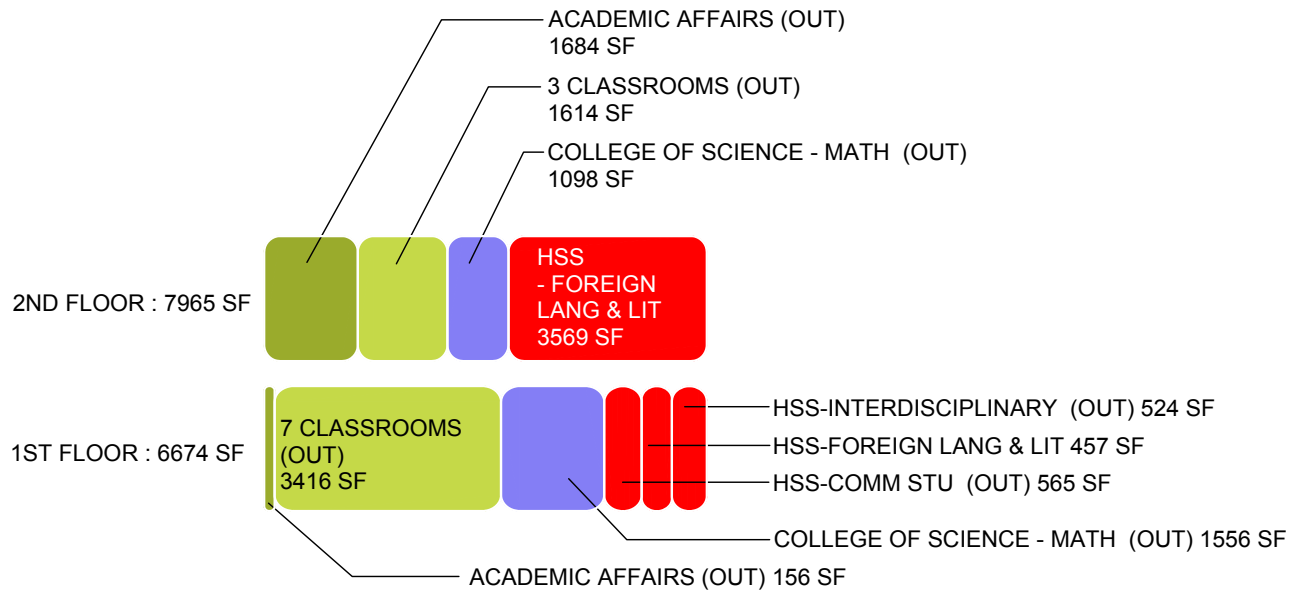 ACADEMIC AFFAIRS (OUT)
1684 SF
3 CLASSROOMS (OUT)
1614 SF
COLLEGE OF SCIENCE - MATH (OUT)
1098 SF
2ND FLOOR : 7965 SF
HSS
- FOREIGN
LANG & LIT
3569 SF
1ST FLOOR : 6674 SF
7 CLASSROOMS
(OUT)
3416 SF
HSS-INTERDISCIPLINARY (OUT) 524 SF
HSS-FOREIGN LANG & LIT 457 SF
HSS-COMM STU (OUT) 565 SF
COLLEGE OF SCIENCE - MATH (OUT) 1556 SF
ACADEMIC AFFAIRS (OUT) 156 SF